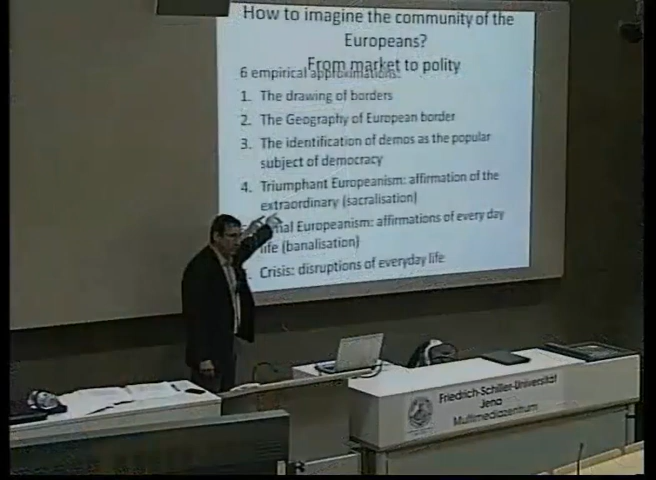 How to imagine the community of the
Europeans?
From market to polity
6 empirical approximations:
1. The drawing of borders
2. The Geography of European border
3. The identification of demos as the popular
subject of democracy
4. Triumphant Europeanism: affirmation of the
extraordinary (sacralisation)
Europeanism: affirmations of every day
life (banalisation)
Crisis: disruptions of everyday life
Friedrich-Schiller-Universität
Jena
Multimediazentrum